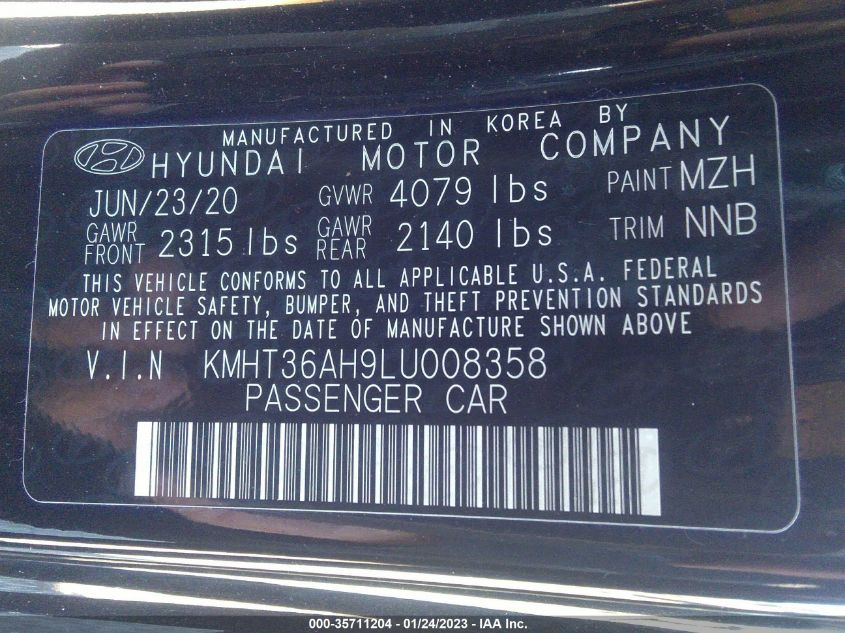 MANUFACTURED IN KOREA BY
HYUNDAI MOTOR COMPANY
JUN/23/20 GVWR 4079 lbs PAINT MZH
GAWR FRONT 2315 lbs GAWR REAR 2140 lbs TRIM NNB
THIS VEHICLE CONFORMS TO ALL APPLICABLE U.S.A. FEDERAL
MOTOR VEHICLE SAFETY, BUMPER, AND THEFT PREVENTION STANDARDS
IN EFFECT ON THE DATE OF MANUFACTURE SHOWN ABOVE
V.I.N KMHT36AH9LU008358
PASSENGER CAR
000-35711204 - 01/24/2023 - IAA Inc.